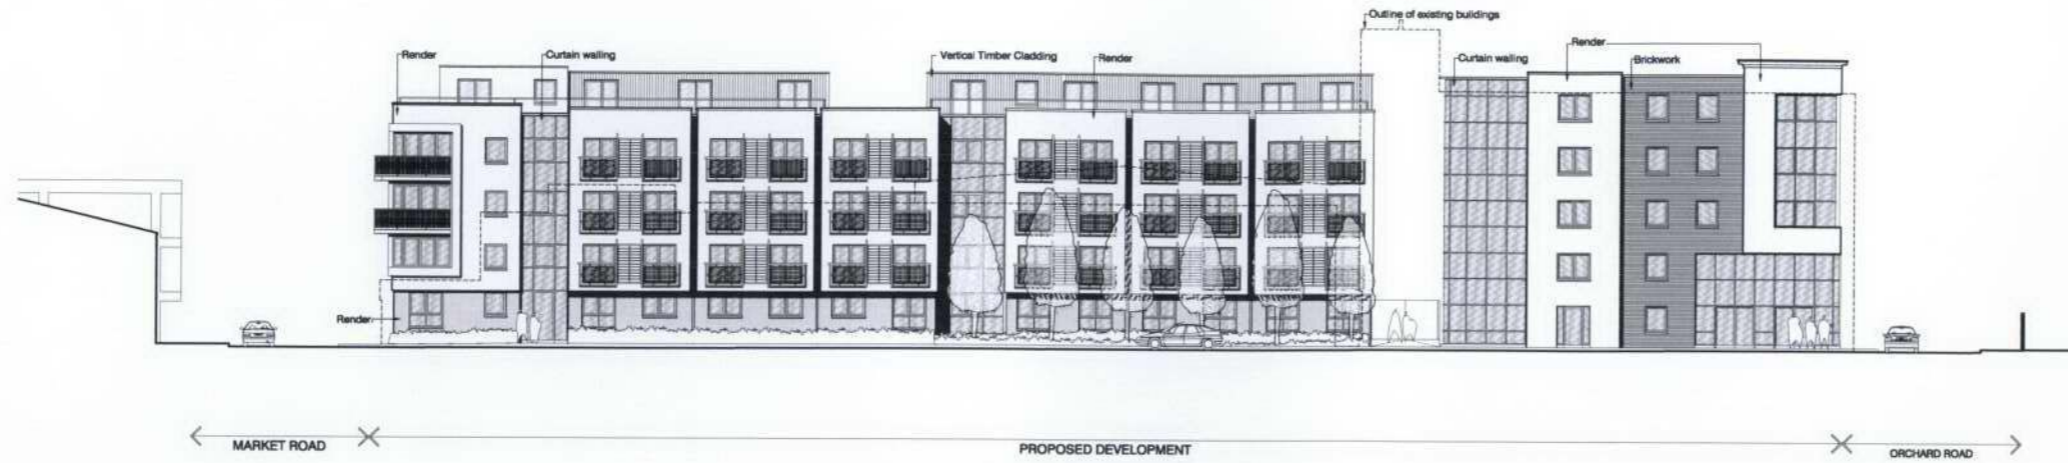 Outline of existing buildings
Render
Curtain walling
Vertical Timber Cladding
Render
Curtain walling
Render
Brickwork
Render
MARKET ROAD
PROPOSED DEVELOPMENT
ORCHARD ROAD